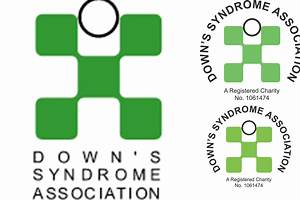 DOWN'S
SYNDROME
ASSOCIATION
DOWN'S SYNDROME ASSOCIATION
A Registered Charity
No. 1061474
DOWN'S SYNDROME ASSOCIATION
A Registered Charity
No. 1061474